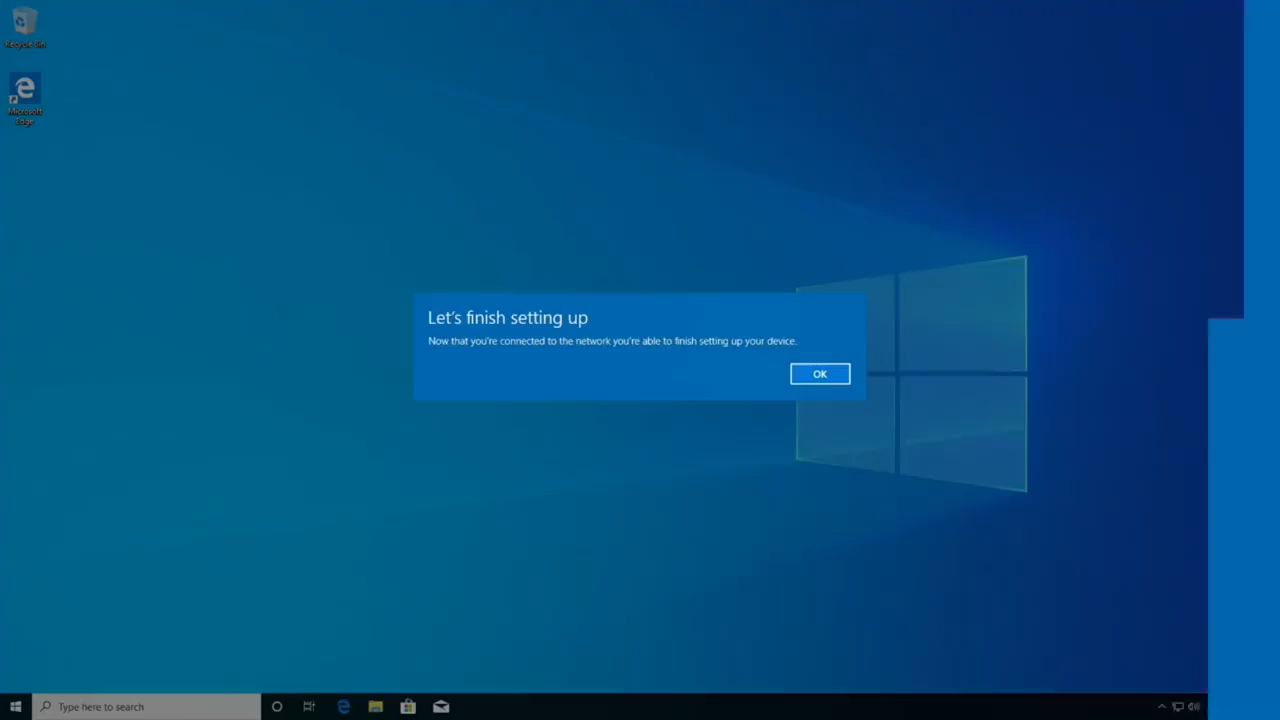 Recycle Bin
Microsoft
Edge
Let's finish setting up
Now that you're connected to the network you're able to finish setting up your device.
OK
Type here to search